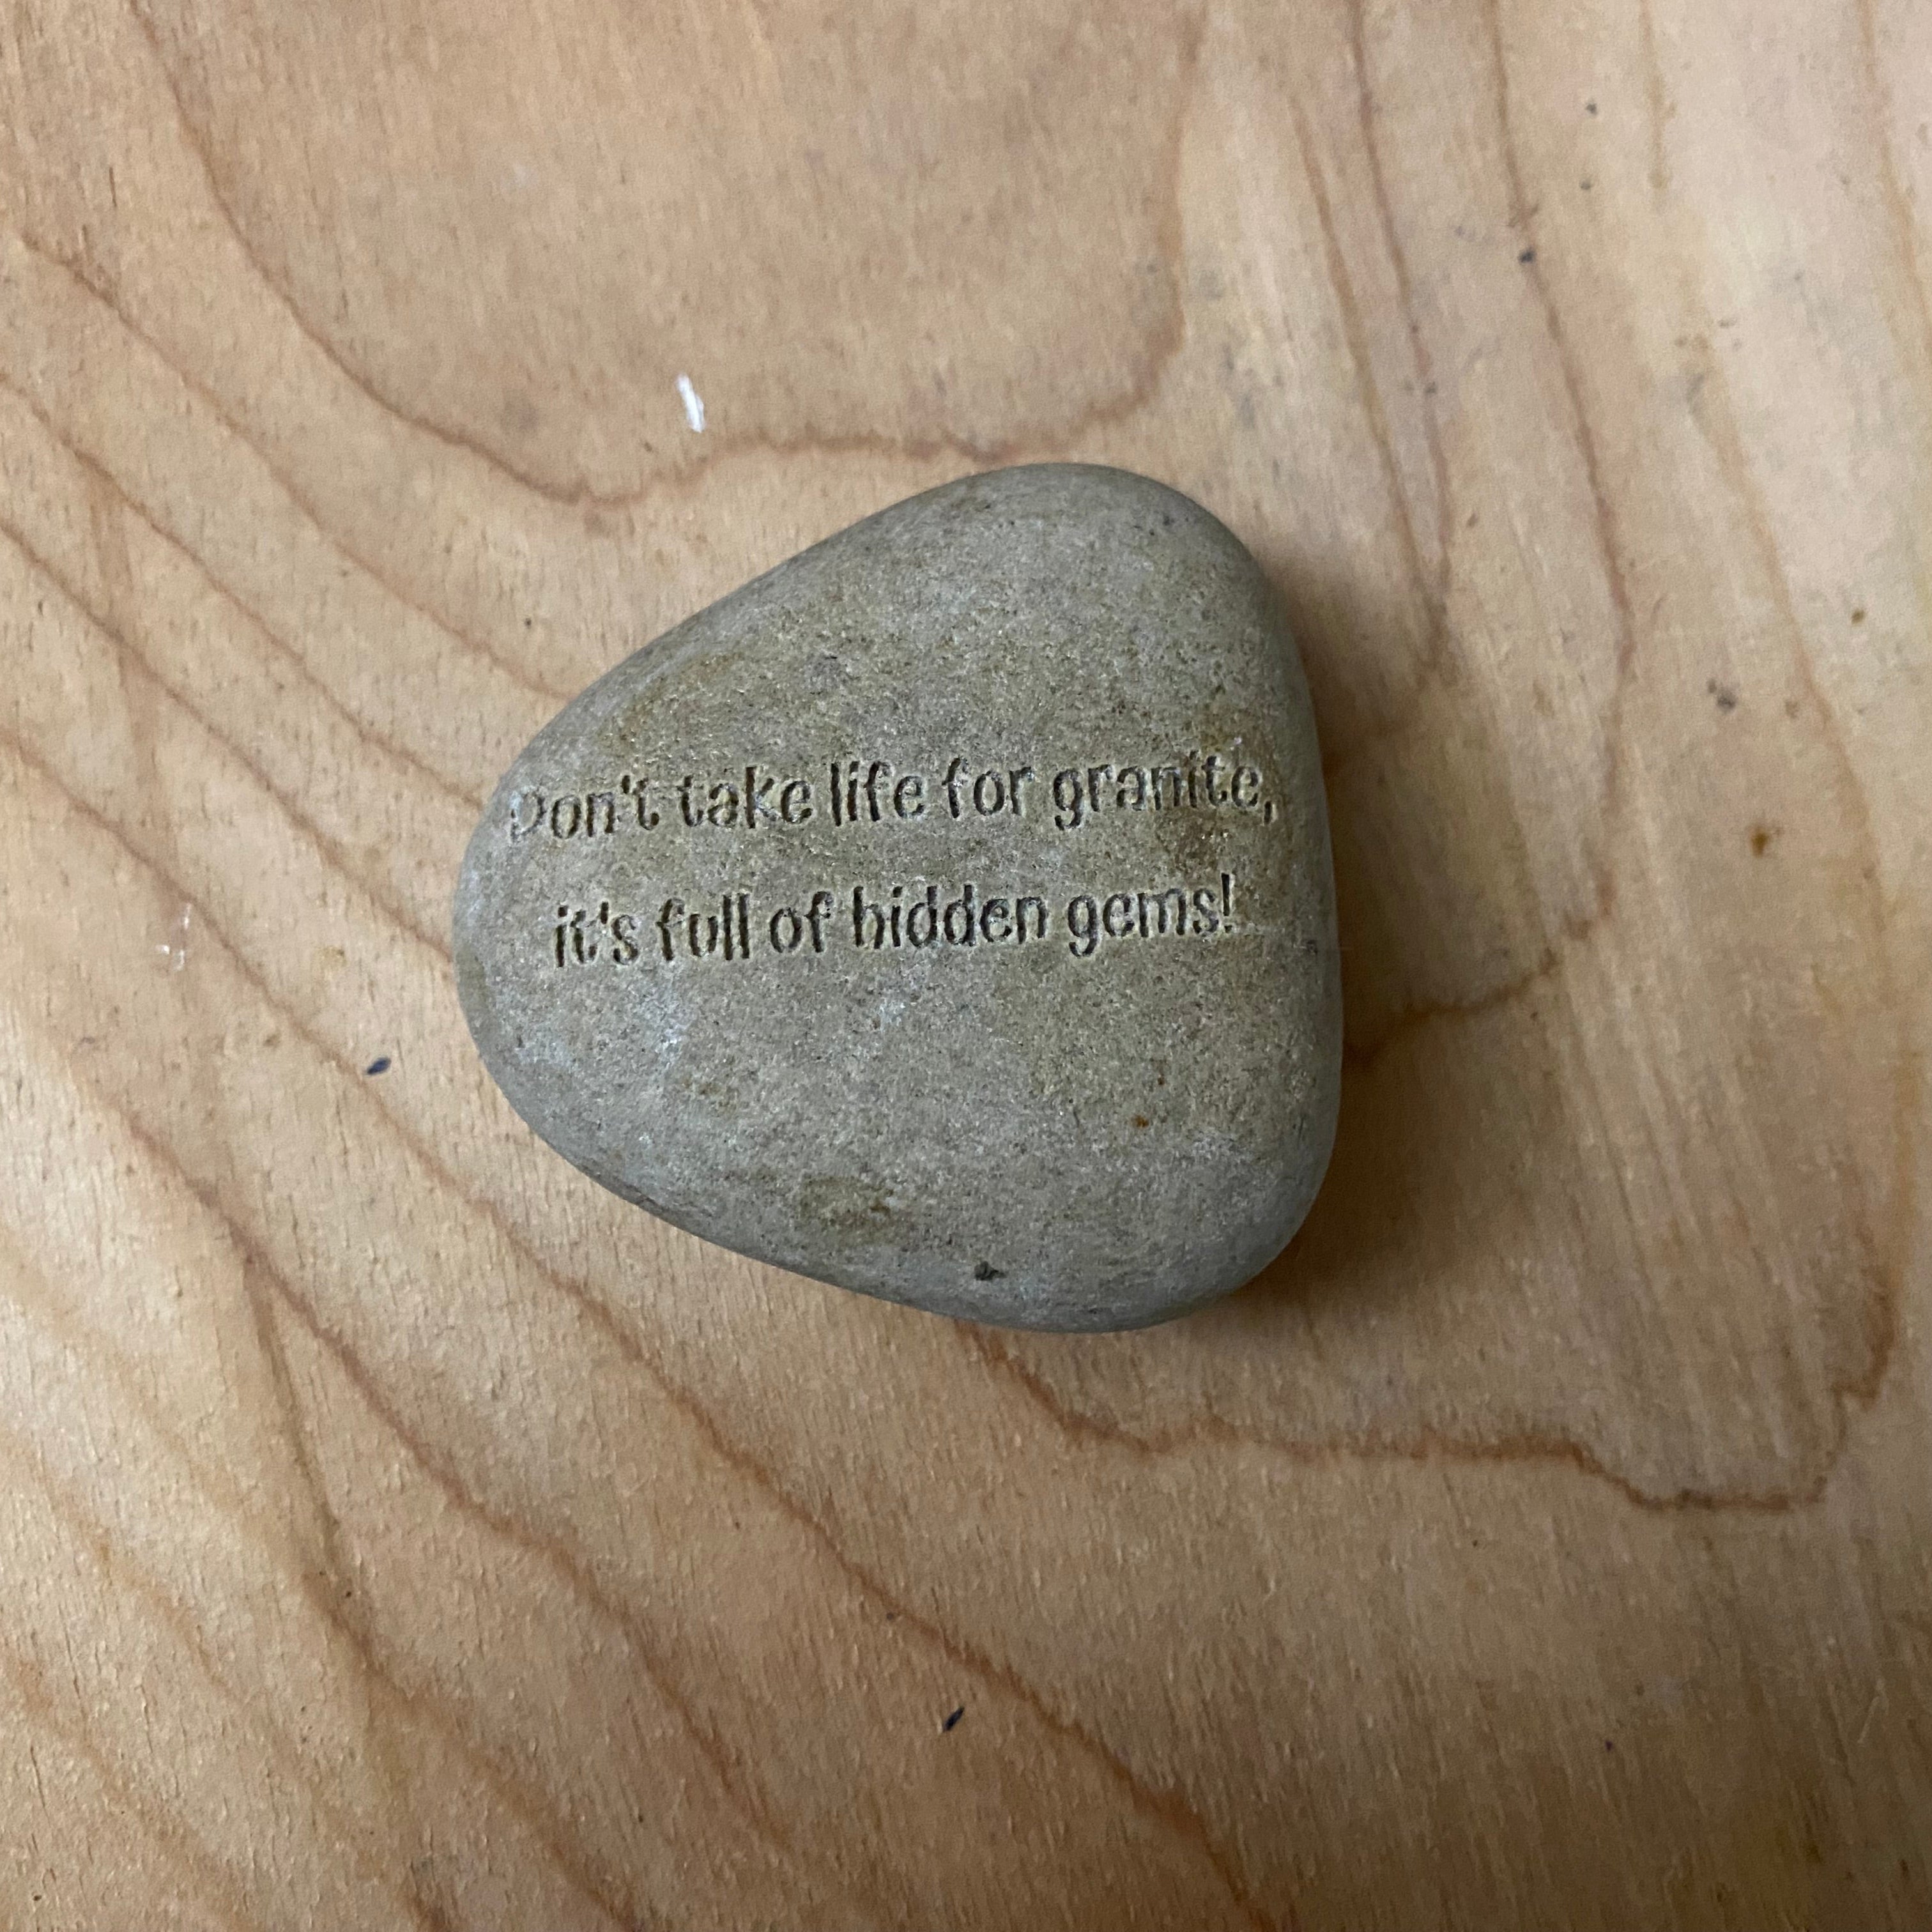 Don't take life for granite,
it's full of hidden gems!